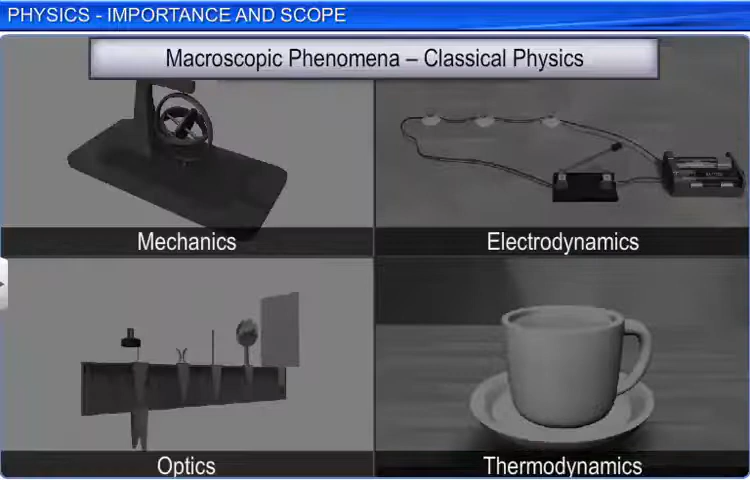 PHYSICS - IMPORTANCE AND SCOPE
Macroscopic Phenomena – Classical Physics
Mechanics
Electrodynamics
Optics
Thermodynamics